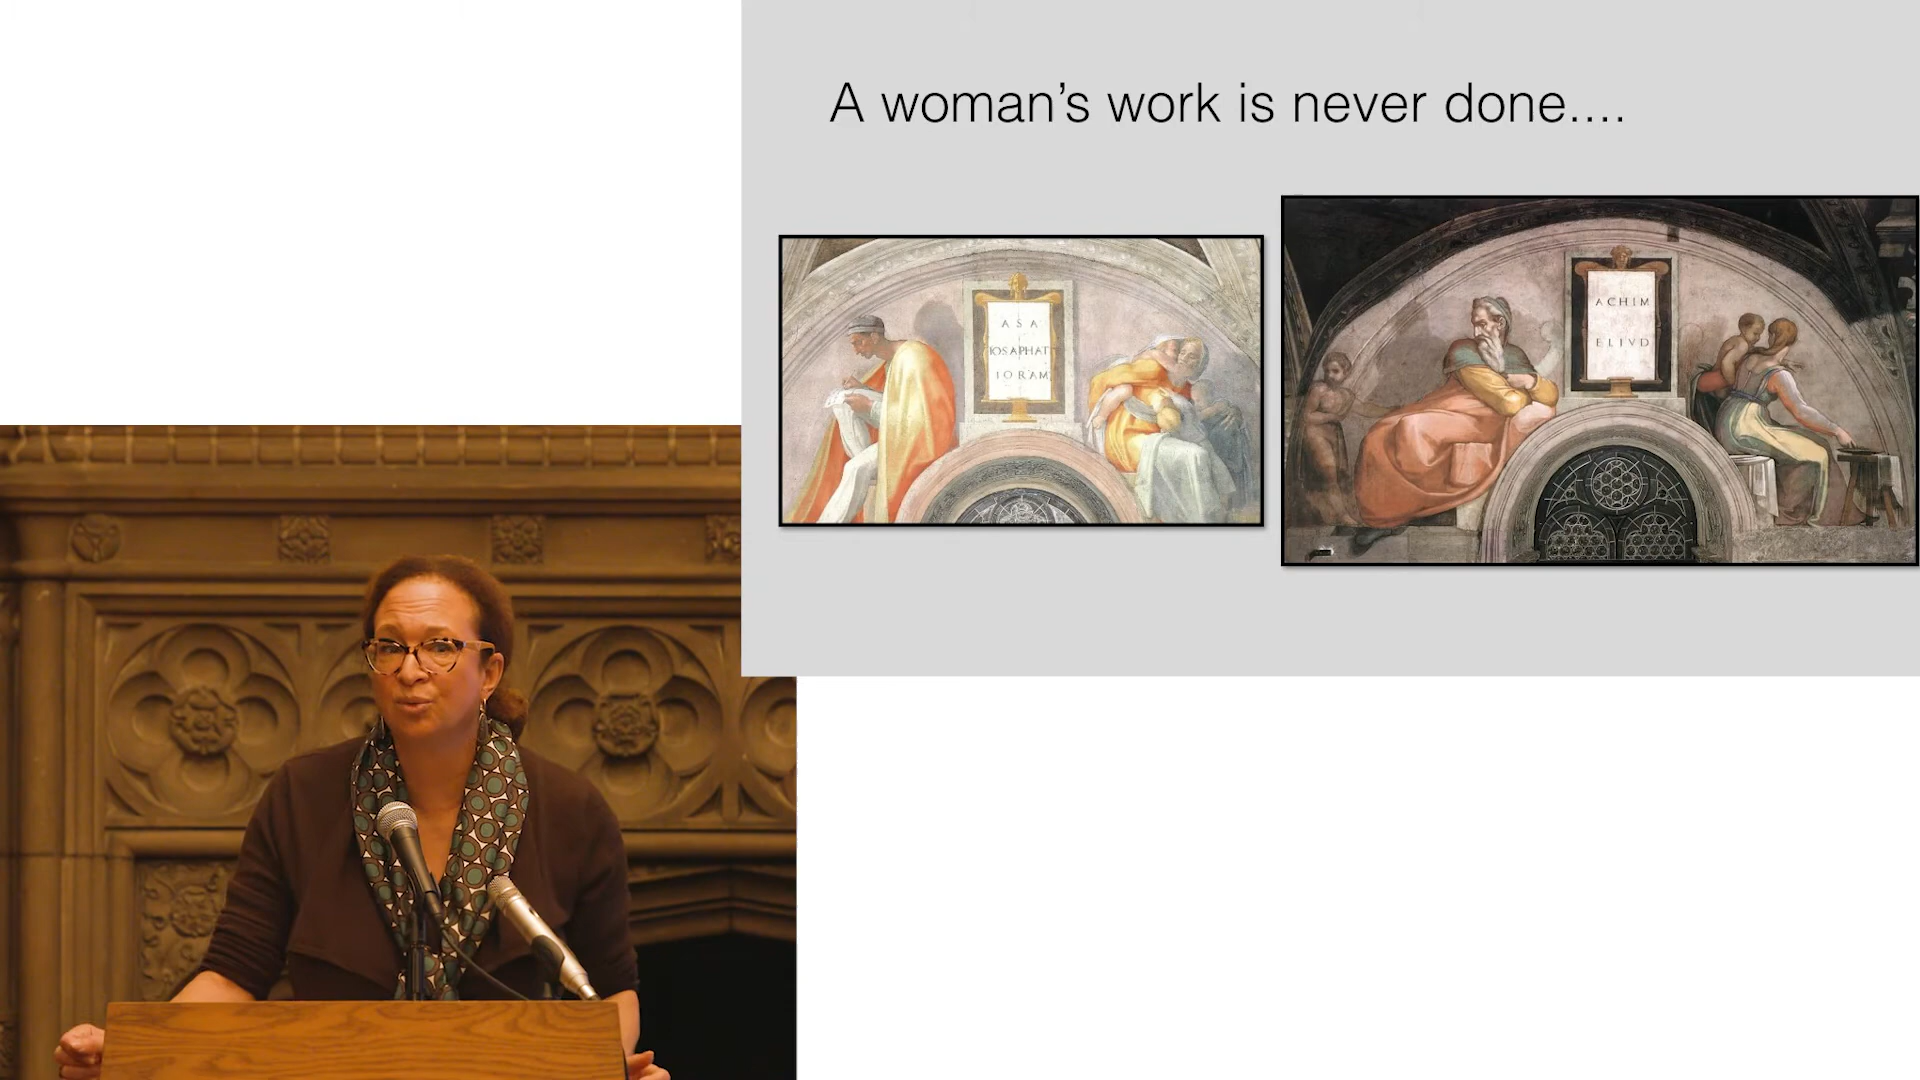 A woman's work is never done....
ASA
IOSAPHAT
IORAM
ACHIM
ELIVD